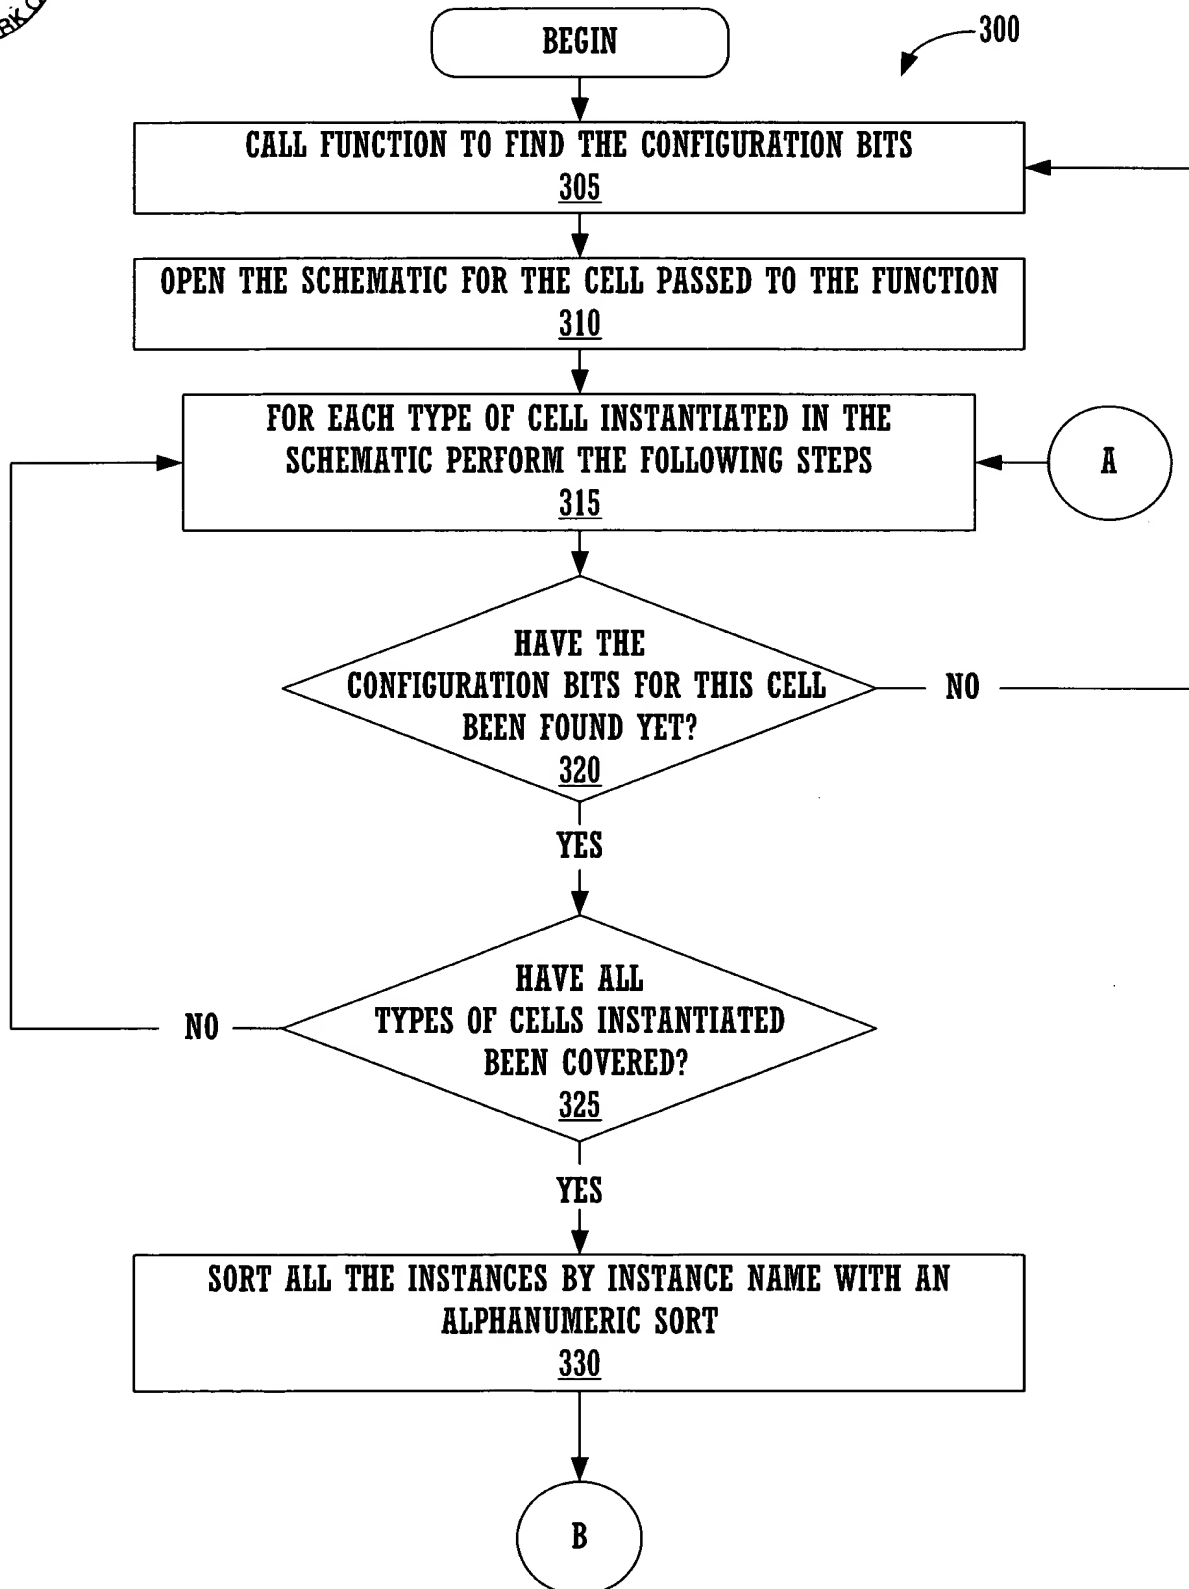 BEGIN
300
CALL FUNCTION TO FIND THE CONFIGURATION BITS
305
OPEN THE SCHEMATIC FOR THE CELL PASSED TO THE FUNCTION
310
FOR EACH TYPE OF CELL INSTANTIATED IN THE
SCHEMATIC PERFORM THE FOLLOWING STEPS
315
A
HAVE THE
CONFIGURATION BITS FOR THIS CELL
BEEN FOUND YET?
320
NO
YES
HAVE ALL
TYPES OF CELLS INSTANTIATED
BEEN COVERED?
325
NO
YES
SORT ALL THE INSTANCES BY INSTANCE NAME WITH AN
ALPHANUMERIC SORT
330
B